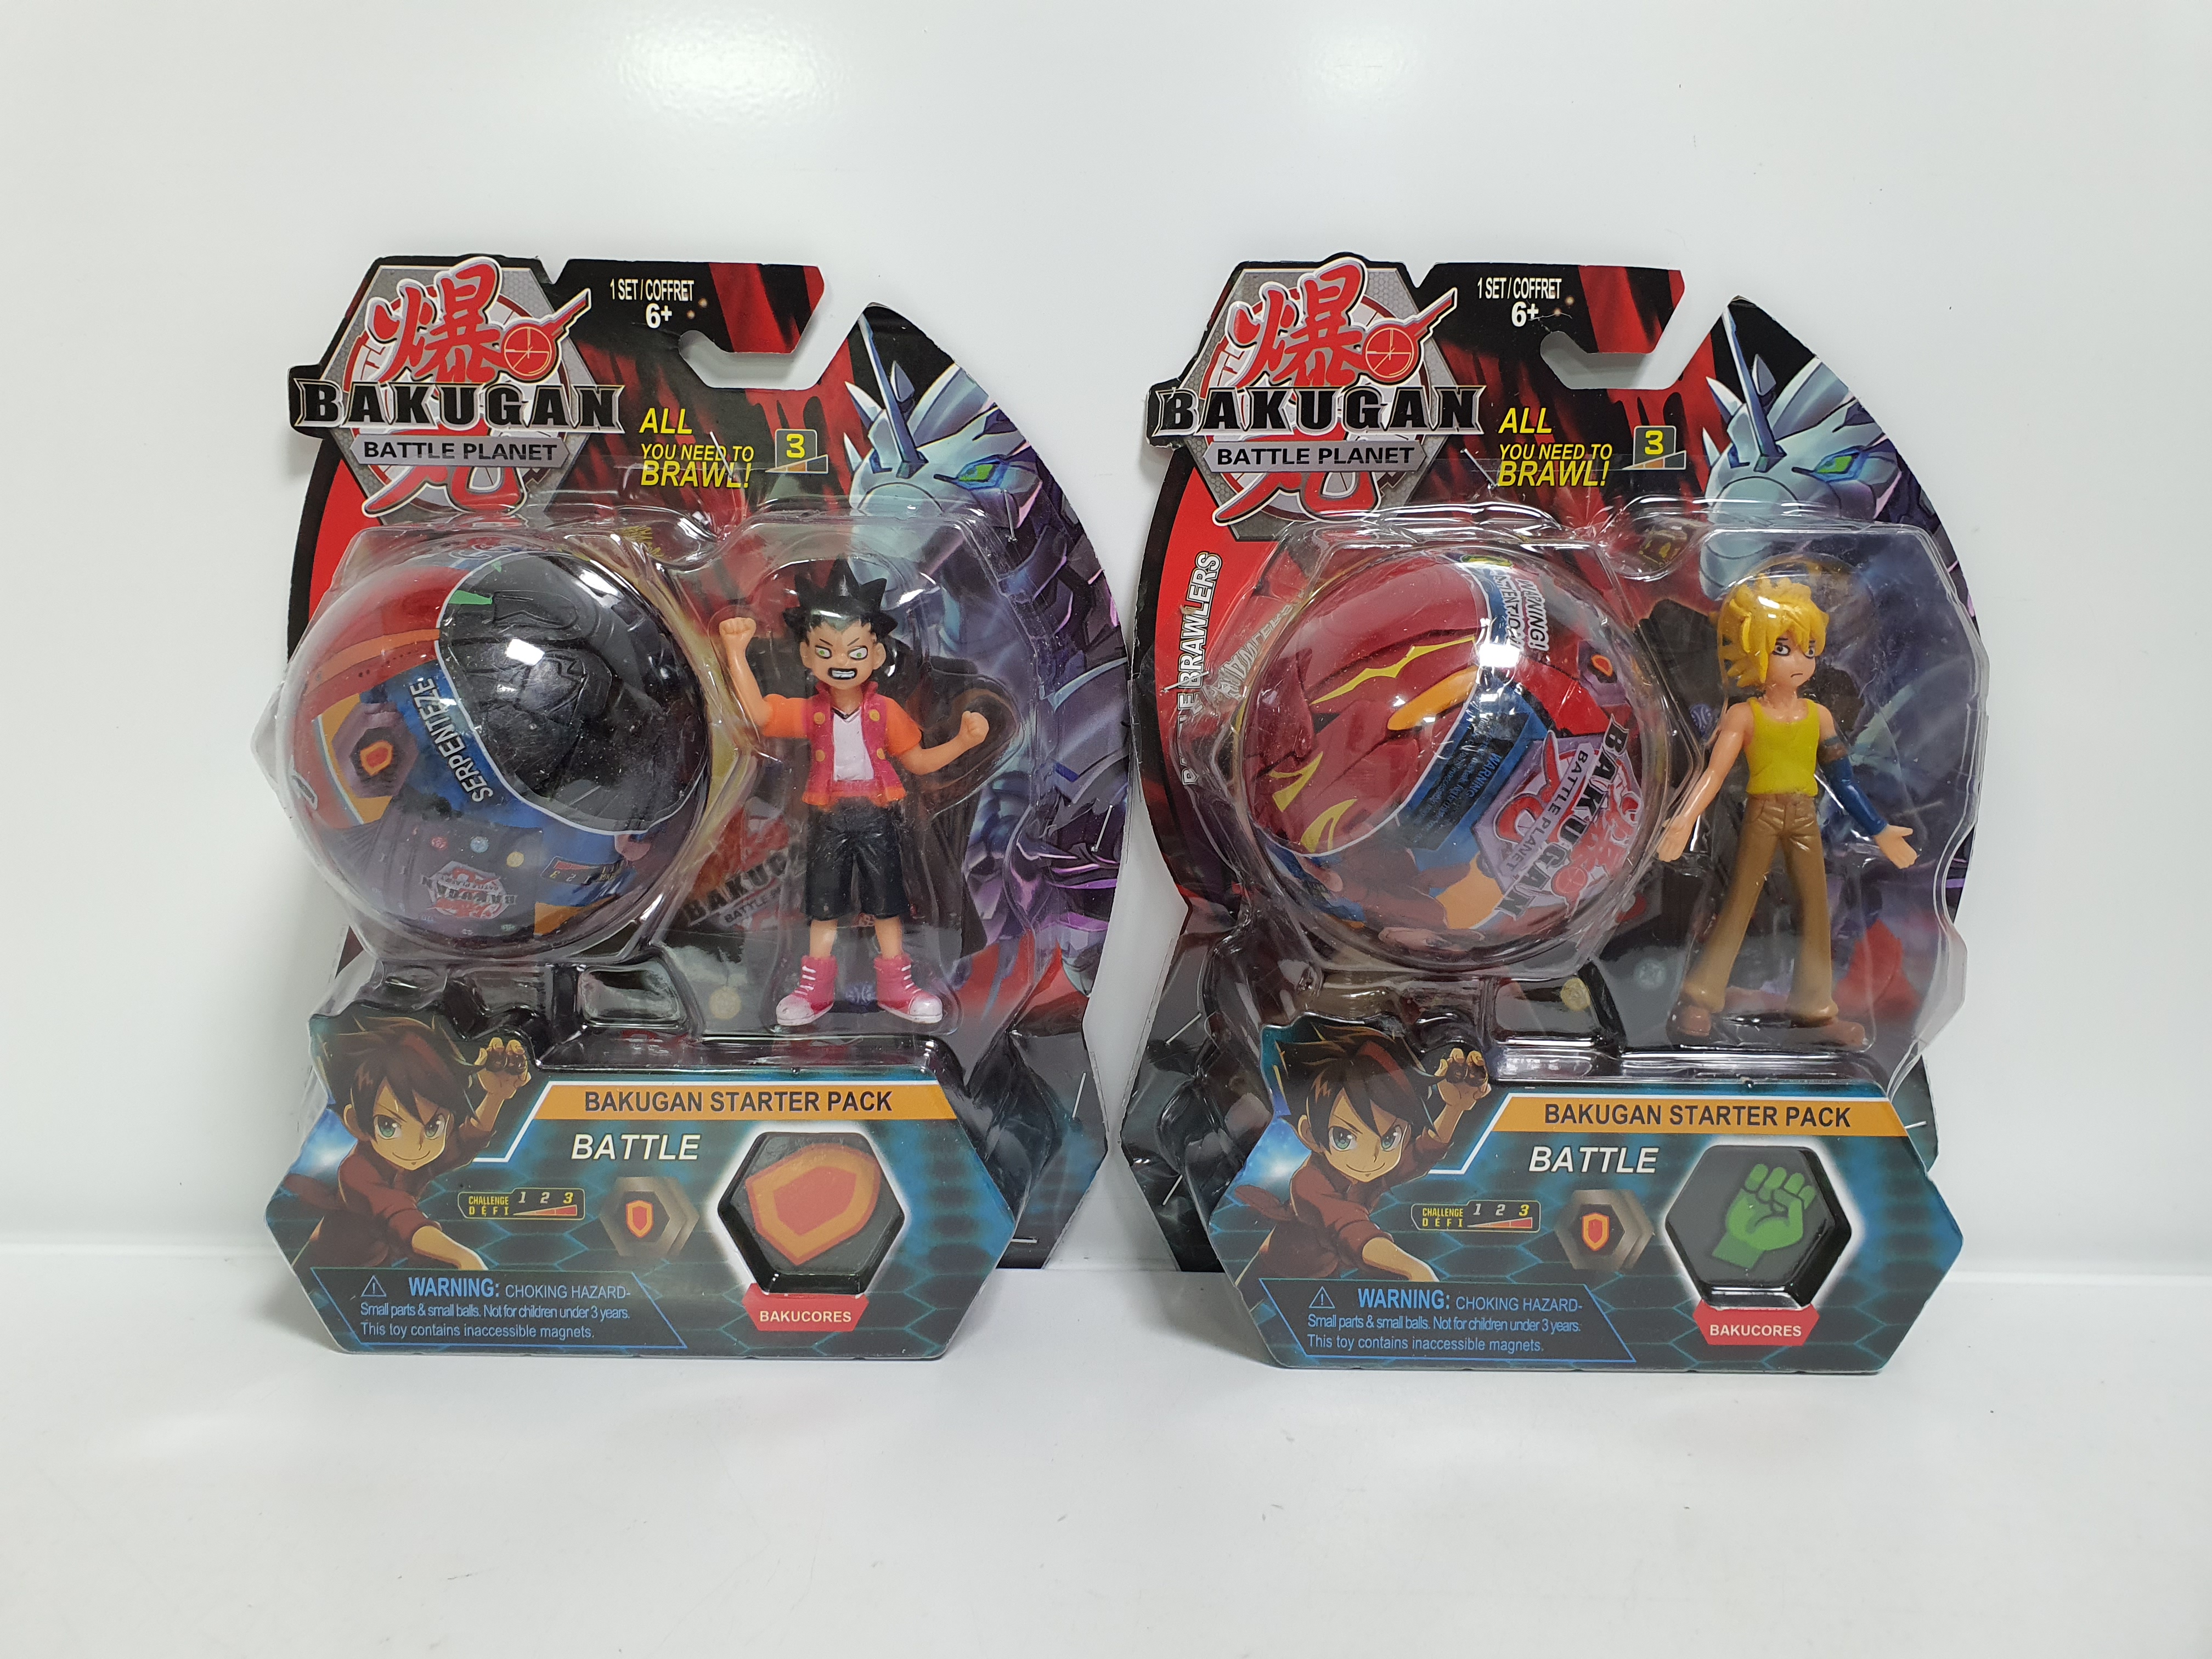 爆
BAKUGAN
BATTLE PLANET
1 SET / COFFRET
6+
ALL
YOU NEED TO
BRAWL!
3
SERPENTEZE
BAKUGAN
BATTLE PLANET
BAKUGAN STARTER PACK
BATTLE
CHALLENGE 1 2 3
DÉFI
WARNING: CHOKING HAZARD-
Small parts & small balls. Not for children under 3 years.
This toy contains inaccessible magnets.
BAKUCORES
爆
BAKUGAN
BATTLE PLANET
1 SET / COFFRET
6+
ALL
YOU NEED TO
BRAWL!
3
BRAWLERS
WARNING
BAKUGAN
BATTLE PLANET
BAKUGAN STARTER PACK
BATTLE
CHALLENGE 1 2 3
DÉFI
WARNING: CHOKING HAZARD-
Small parts & small balls. Not for children under 3 years.
This toy contains inaccessible magnets.
BAKUCORES